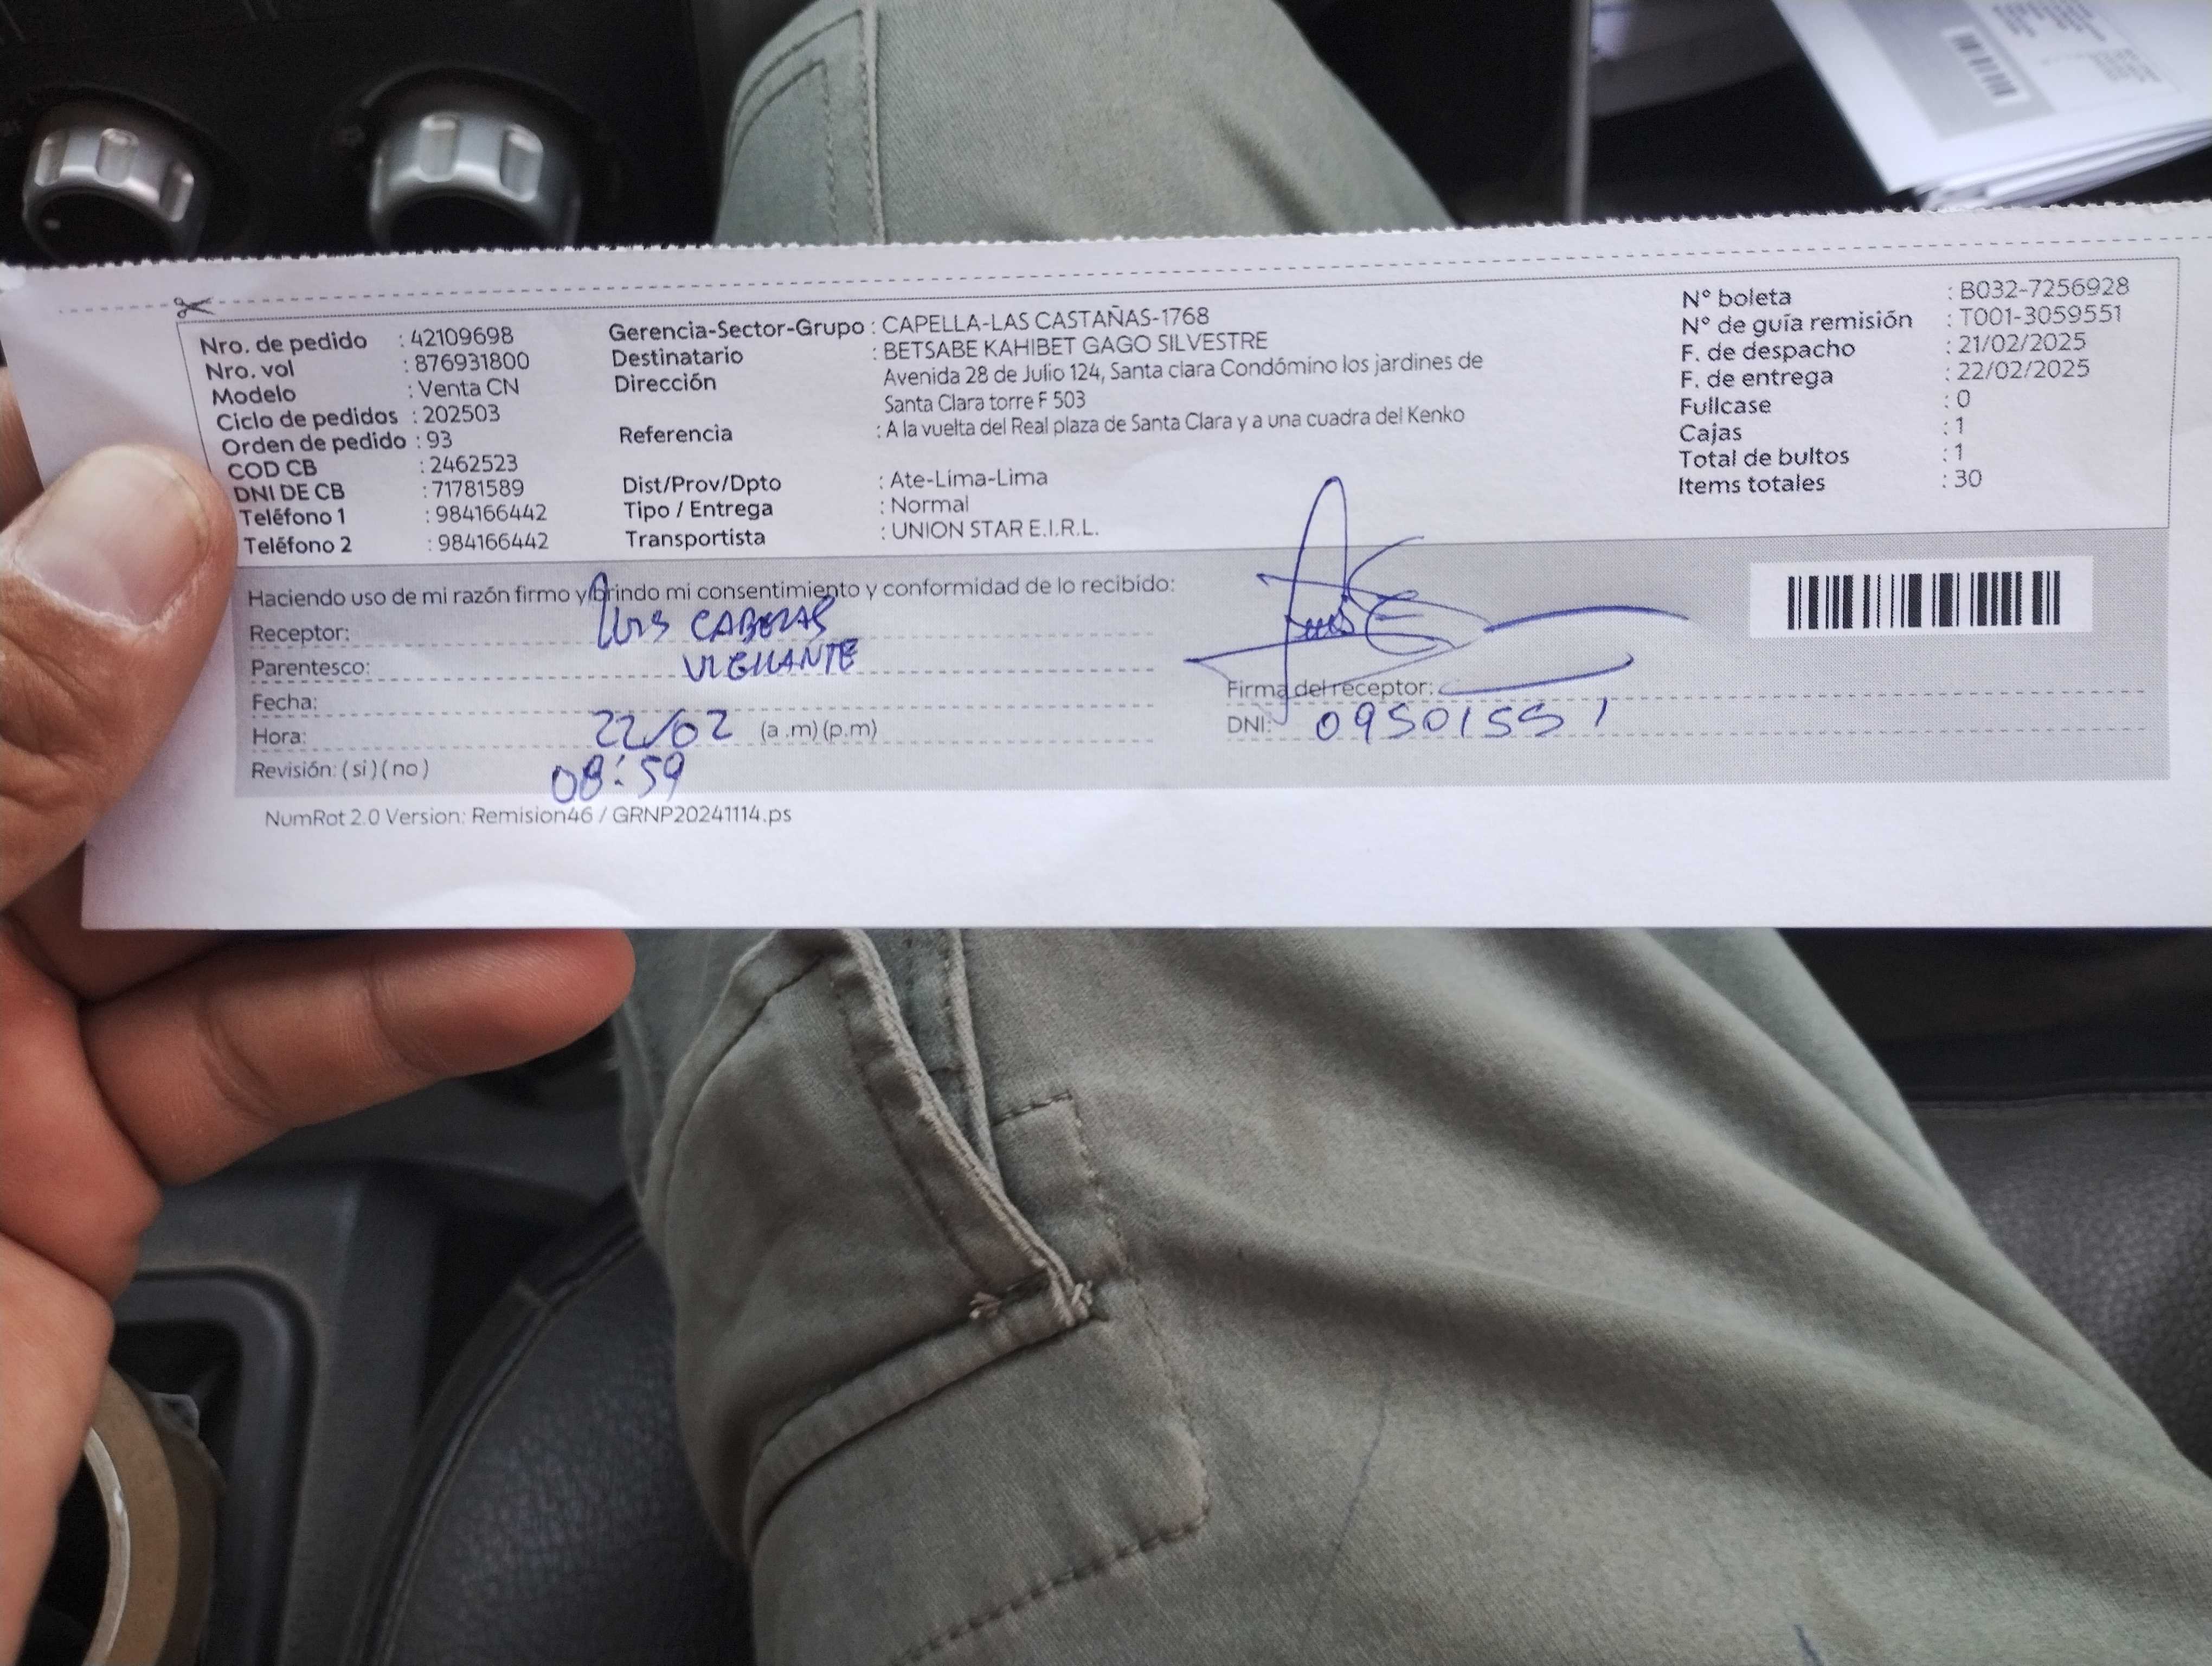 Nro. de pedido : 42109698
Nro. vol : 876931800
Modelo : Venta CN
Ciclo de pedidos : 202503
Orden de pedido : 93
COD CB : 2462523
DNI DE CB : 71781589
Teléfono 1 : 984166442
Teléfono 2 : 984166442
Gerencia-Sector-Grupo : CAPELLA-LAS CASTAÑAS-1768
Destinatario : BETSABE KAHIBET GAGO SILVESTRE
Dirección Avenida 28 de Julio 124, Santa clara Condómino los jardines de
Santa Clara torre F 503
Referencia : A la vuelta del Real plaza de Santa Clara y a una cuadra del Kenko
Dist/Prov/Dpto : Ate-Lima-Lima
Tipo / Entrega : Normal
Transportista : UNION STAR E.I.R.L.
N° boleta : B032-7256928
N° de guía remisión : T001-3059551
F. de despacho : 21/02/2025
F. de entrega : 22/02/2025
Fullcase : 0
Cajas : 1
Total de bultos : 1
Items totales : 30
Haciendo uso de mi razón firmo y brindo mi consentimiento y conformidad de lo recibido:
Receptor: LUIS CABEZAS
Parentesco: VIGILANTE
Fecha:
Hora: 22/02 (a .m) (p.m)
Revisión: ( si ) ( no ) 08:59
Firma del receptor:
DNI: 09501551
NumRot 2.0 Version: Remision46 / GRNP20241114.ps